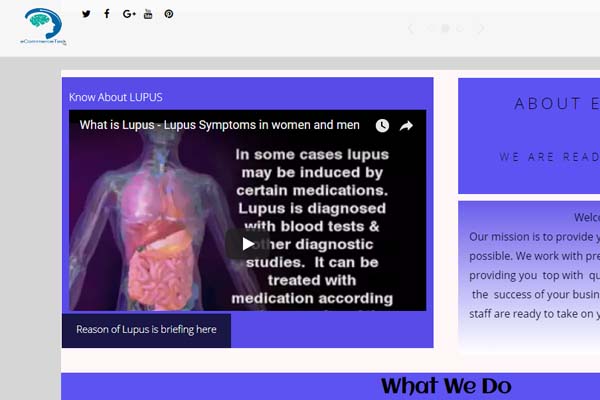 eCommerceTask
Know About LUPUS
What is Lupus - Lupus Symptoms in women and men
In some cases lupus
may be induced by
certain medications.
Lupus is diagnosed
with blood tests &
other diagnostic
studies. It can be
treated with
medication according
Reason of Lupus is briefing here
ABOUT E
WE ARE READ
Welco
Our mission is to provide y
possible. We work with pre
providing you top with qu
the success of your busin
staff are ready to take on y
What We Do